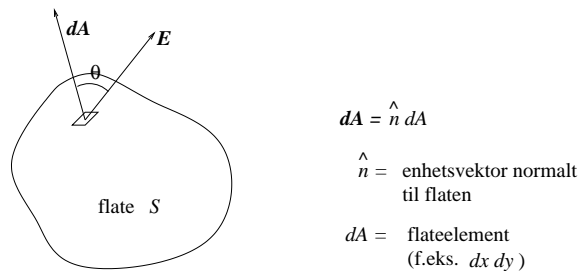 dA
E
θ
dA = n̂ dA
n̂ = enhetsvektor normalt
til flaten
flate S
dA = flateelement
(f.eks. dx dy )